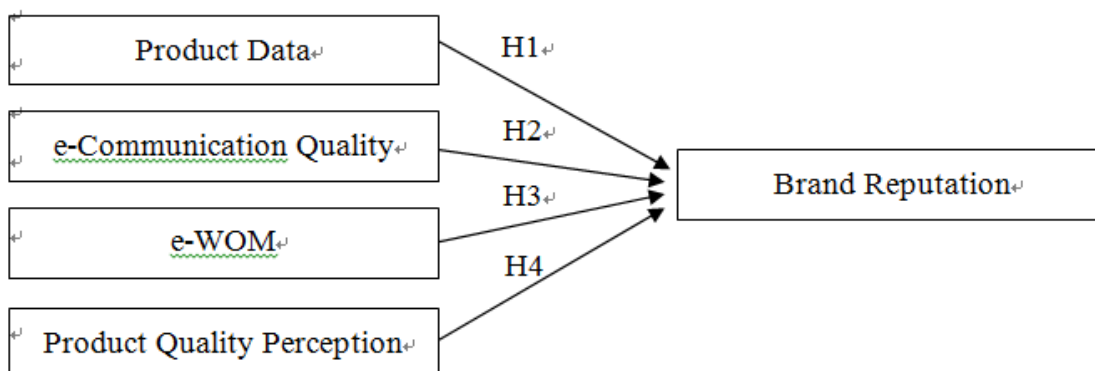 Product Data
H1
e-Communication Quality
H2
Brand Reputation
H3
e-WOM
H4
Product Quality Perception